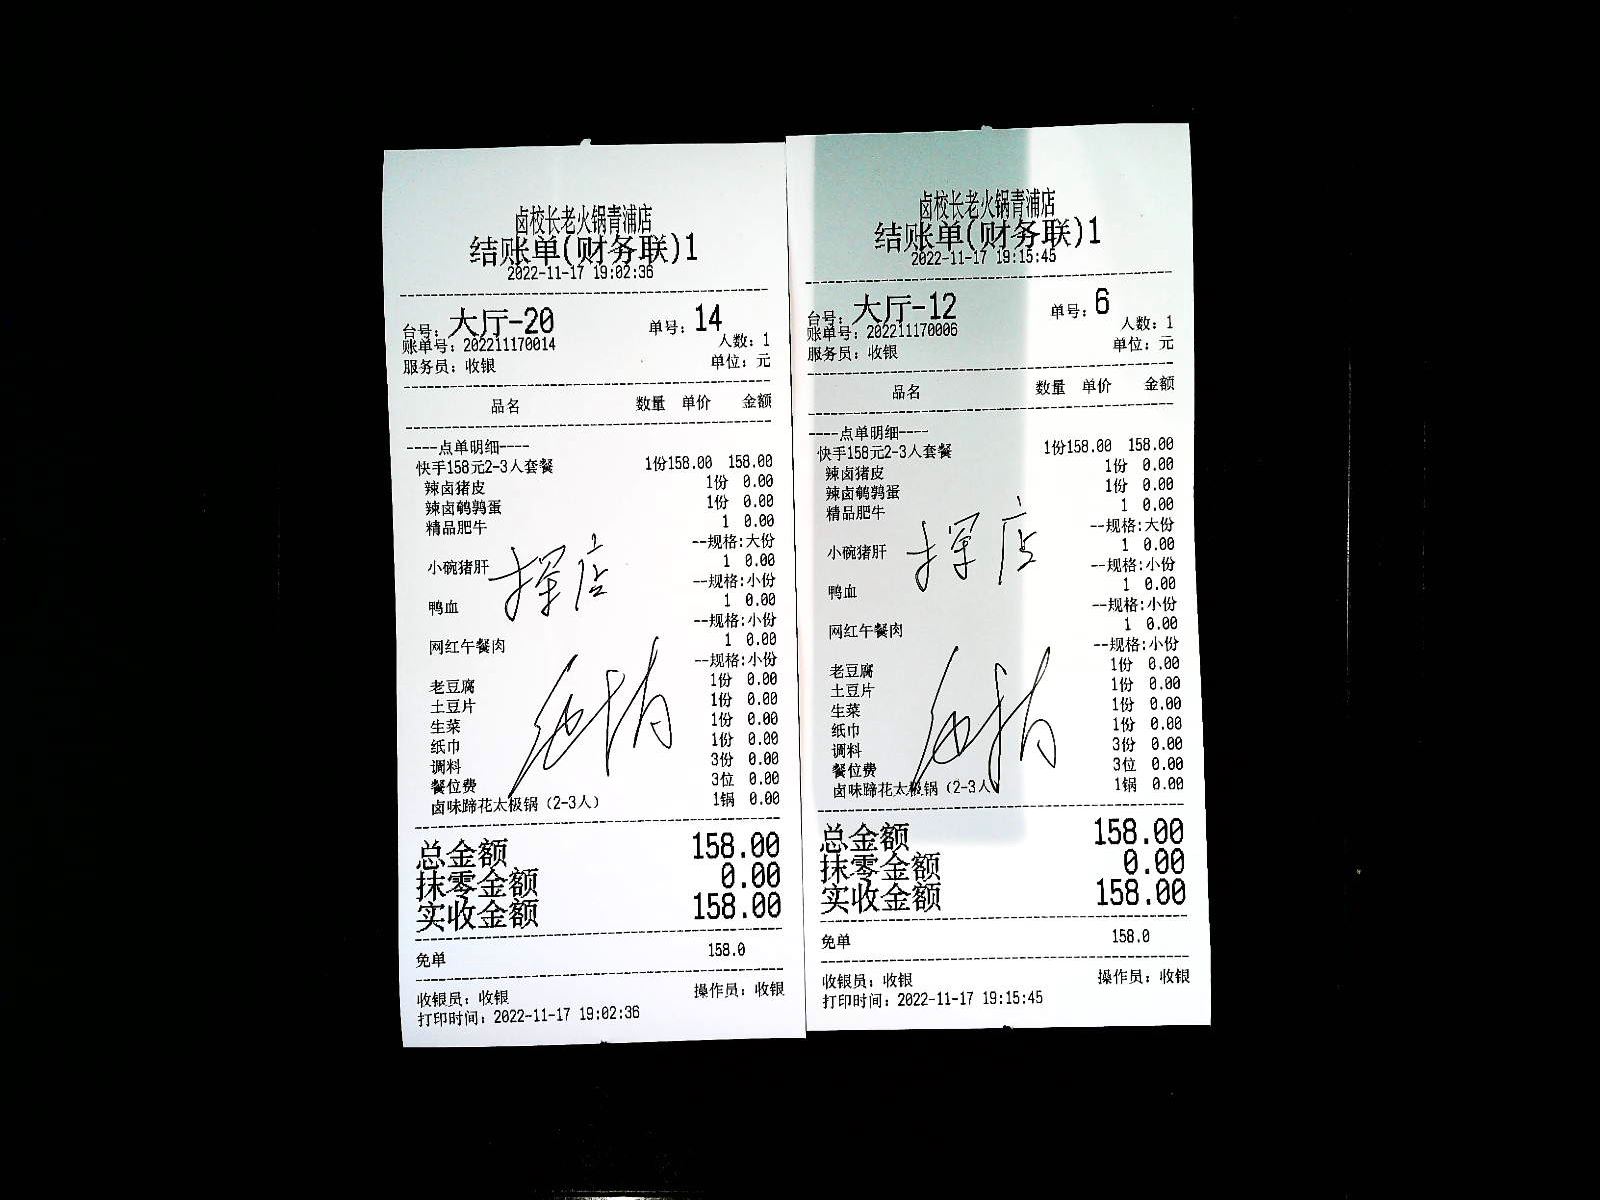 卤校长老火锅青浦店
结账单(财务联)1
2022-11-17 19:02:36
台号: 大厅-20 单号: 14
账单号: 202211170014 人数: 1
服务员: 收银 单位: 元
品名 数量 单价 金额
----点单明细----
快手158元2-3人套餐 1份158.00 158.00
辣卤猪皮 1份 0.00
辣卤鹌鹑蛋 1份 0.00
精品肥牛 1 0.00
--规格:大份
小碗猪肝 1 0.00
--规格:小份
鸭血 1 0.00
--规格:小份
网红午餐肉 1 0.00
--规格:小份
老豆腐 1份 0.00
土豆片 1份 0.00
生菜 1份 0.00
纸巾 1份 0.00
调料 3份 0.00
餐位费 3位 0.00
卤味蹄花太极锅（2-3人） 1锅 0.00
探店
总金额 158.00
抹零金额 0.00
实收金额 158.00
免单 158.0
收银员: 收银 操作员: 收银
打印时间: 2022-11-17 19:02:36
卤校长老火锅青浦店
结账单(财务联)1
2022-11-17 19:15:45
台号: 大厅-12 单号: 6
账单号: 202211170006 人数: 1
服务员: 收银 单位: 元
品名 数量 单价 金额
----点单明细----
快手158元2-3人套餐 1份158.00 158.00
辣卤猪皮 1份 0.00
辣卤鹌鹑蛋 1份 0.00
精品肥牛 1 0.00
--规格:大份
小碗猪肝 1 0.00
--规格:小份
鸭血 1 0.00
--规格:小份
网红午餐肉 1 0.00
--规格:小份
老豆腐 1份 0.00
土豆片 1份 0.00
生菜 1份 0.00
纸巾 1份 0.00
调料 3份 0.00
餐位费 3位 0.00
卤味蹄花太极锅（2-3人 1锅 0.00
探店
总金额 158.00
抹零金额 0.00
实收金额 158.00
免单 158.0
收银员: 收银 操作员: 收银
打印时间: 2022-11-17 19:15:45